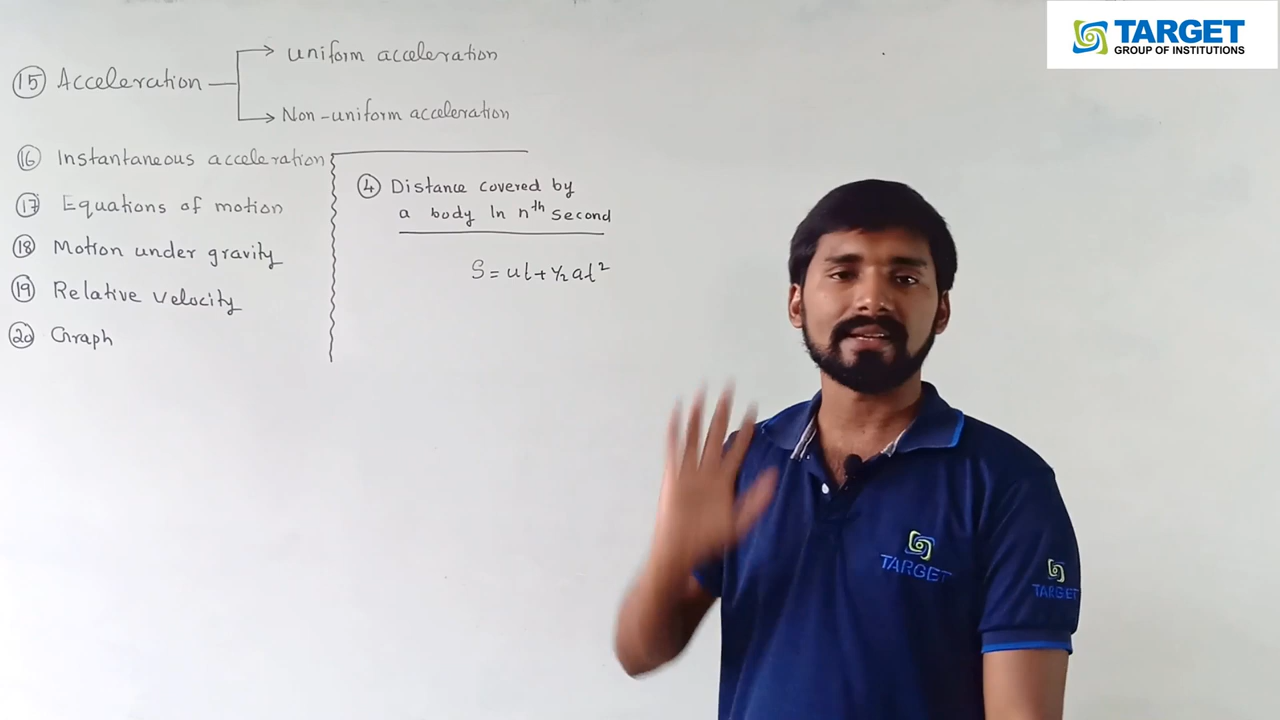 TARGET
GROUP OF INSTITUTIONS
⑮ Acceleration
→ uniform acceleration
→ Non-uniform acceleration
⑯ Instantaneous acceleration
⑰ Equations of motion
⑱ Motion under gravity
⑲ Relative velocity
⑳ Graph
④ Distance covered by
a body In nth second
S = ut + ½ at²
TARGET
TARGET